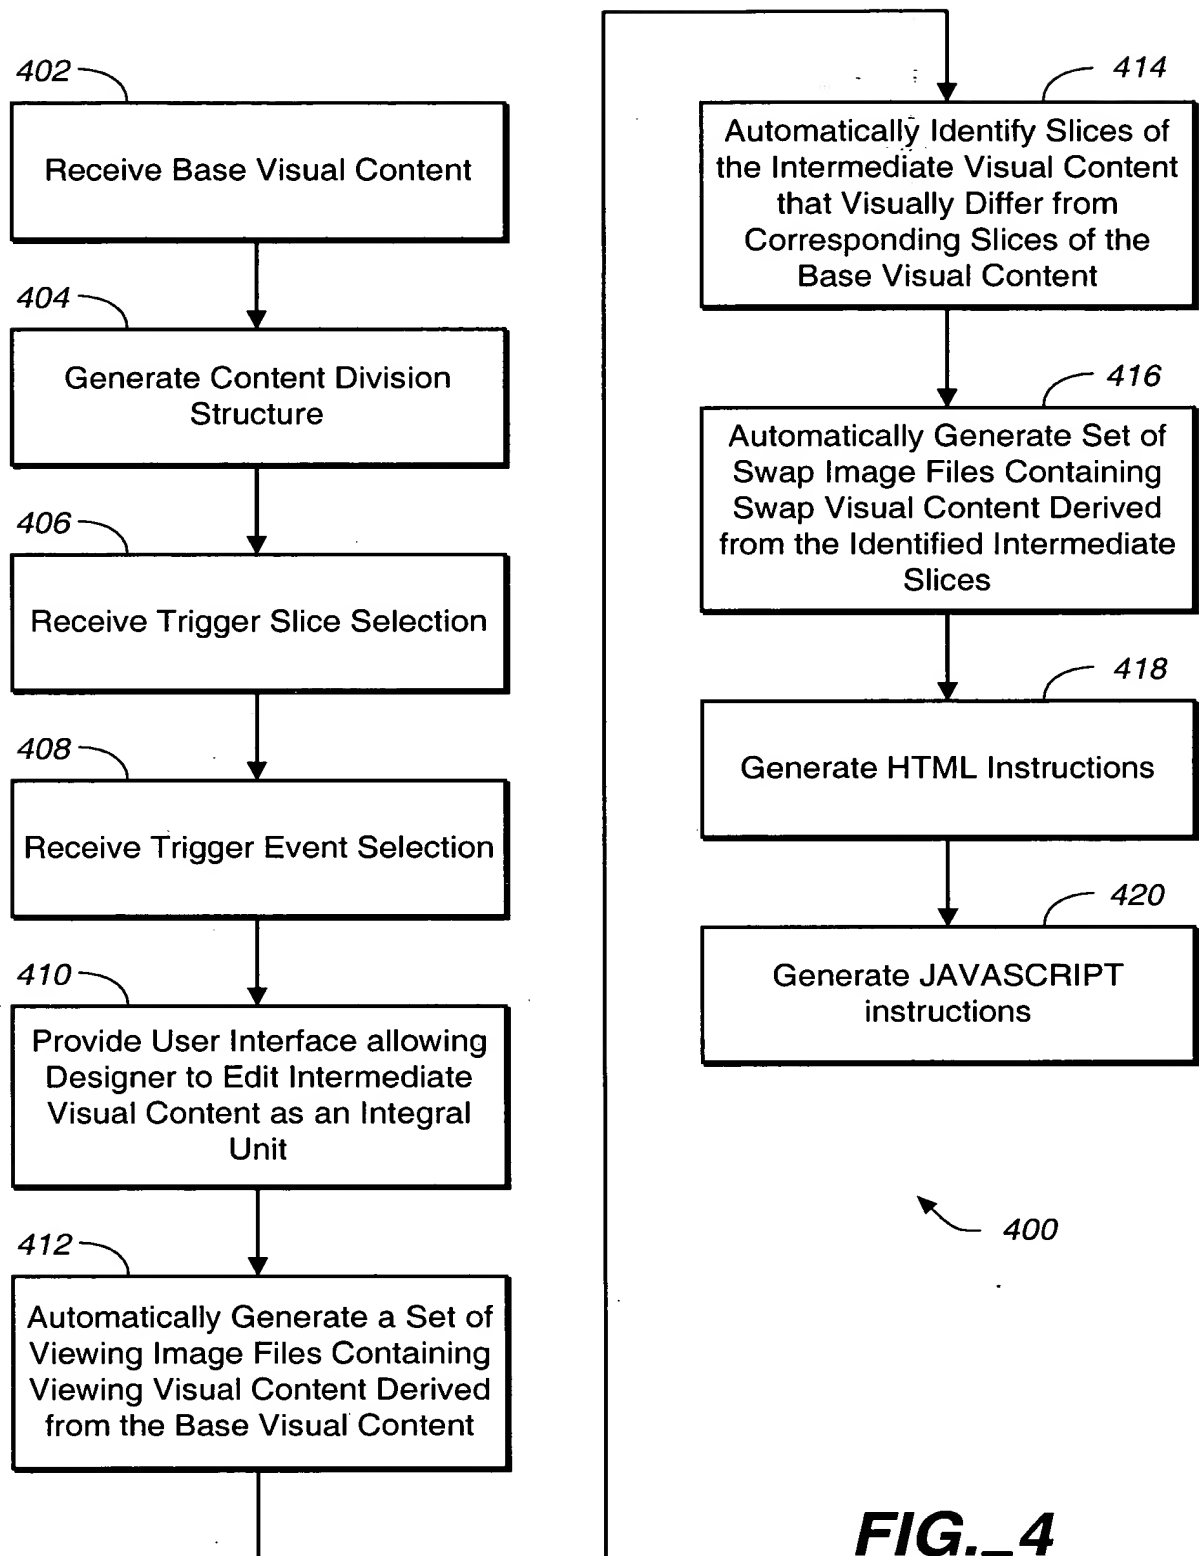 402
Receive Base Visual Content
404
Generate Content Division
Structure
406
Receive Trigger Slice Selection
408
Receive Trigger Event Selection
410
Provide User Interface allowing
Designer to Edit Intermediate
Visual Content as an Integral
Unit
412
Automatically Generate a Set of
Viewing Image Files Containing
Viewing Visual Content Derived
from the Base Visual Content
414
Automatically Identify Slices of
the Intermediate Visual Content
that Visually Differ from
Corresponding Slices of the
Base Visual Content
416
Automatically Generate Set of
Swap Image Files Containing
Swap Visual Content Derived
from the Identified Intermediate
Slices
418
Generate HTML Instructions
420
Generate JAVASCRIPT
instructions
400
FIG._4